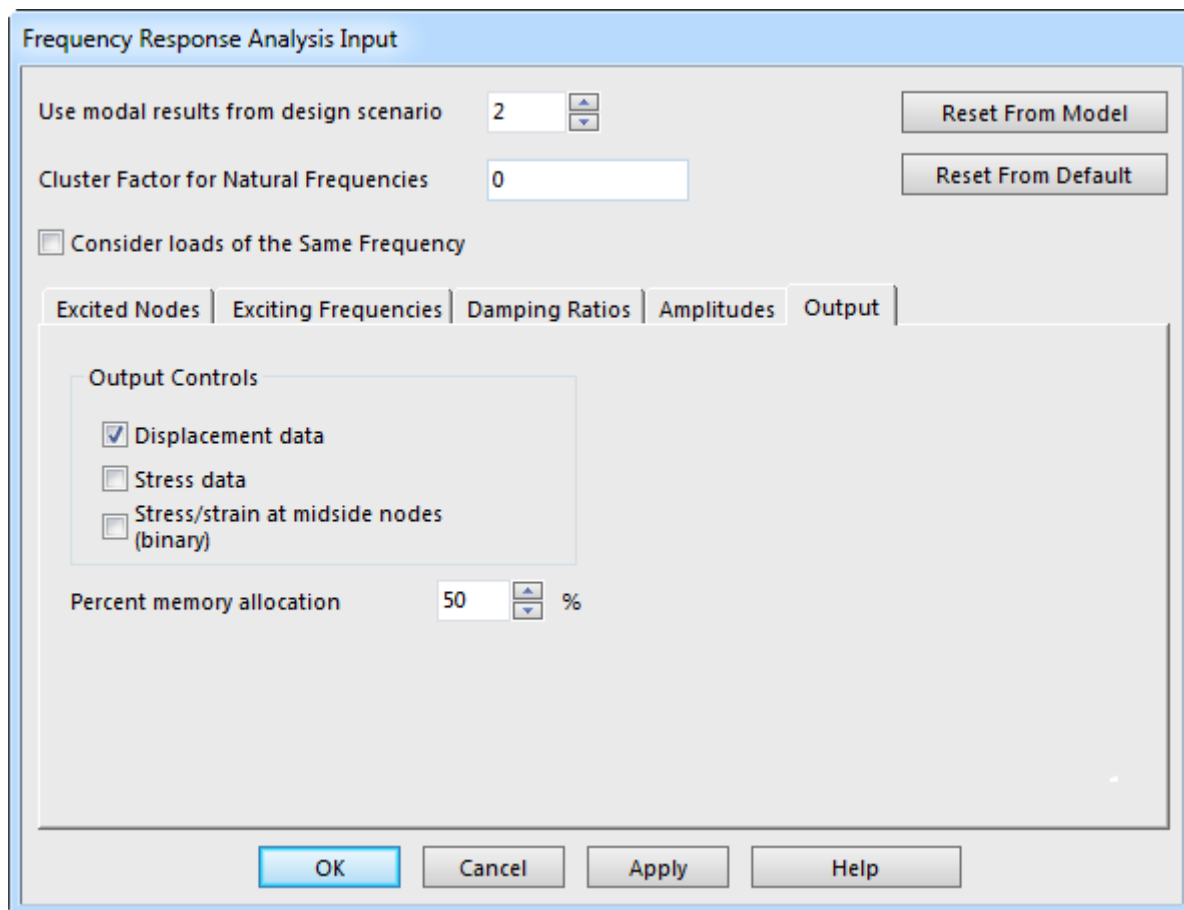 Frequency Response Analysis Input
Use modal results from design scenario 2
Reset From Model
Cluster Factor for Natural Frequencies 0
Reset From Default
Consider loads of the Same Frequency
Excited Nodes Exciting Frequencies Damping Ratios Amplitudes Output
Output Controls
Displacement data
Stress data
Stress/strain at midside nodes
(binary)
Percent memory allocation 50 %
OK Cancel Apply Help